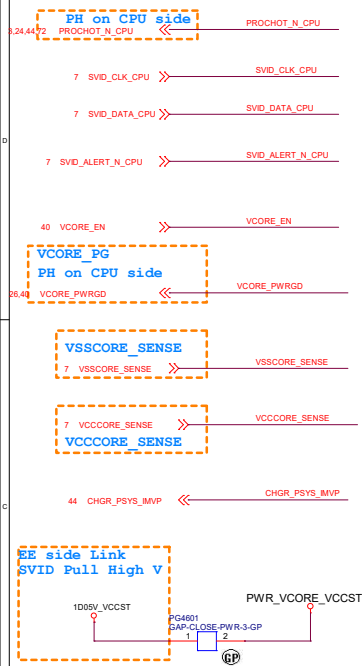 PH on CPU side
3,24,44,72 PROCHOT_N_CPU PROCHOT_N_CPU
7 SVID_CLK_CPU SVID_CLK_CPU
7 SVID_DATA_CPU SVID_DATA_CPU
D
7 SVID_ALERT_N_CPU SVID_ALERT_N_CPU
40 VCORE_EN VCORE_EN
VCORE_PG
PH on CPU side
26,40 VCORE_PWRGD VCORE_PWRGD
VSSCORE_SENSE
7 VSSCORE_SENSE VSSCORE_SENSE
7 VCCCORE_SENSE VCCCORE_SENSE
VCCCORE_SENSE
44 CHGR_PSYS_IMVP CHGR_PSYS_IMVP
C
EE side Link
SVID Pull High V
1D05V_VCCST PWR_VCORE_VCCST
PG4601
GAP-CLOSE-PWR-3-GP
1 2
GP